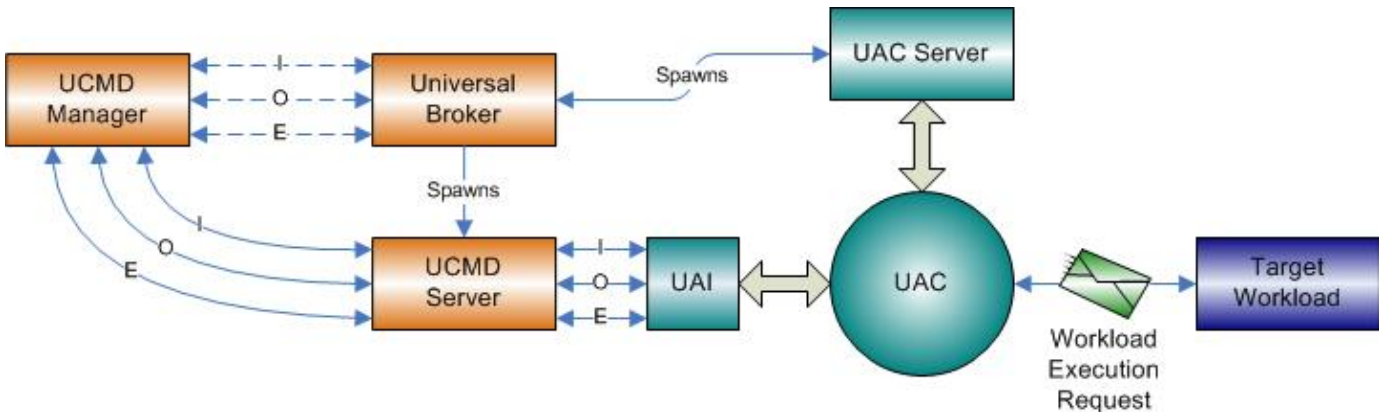 UCMD
Manager
I
O
E
Universal
Broker
Spawns
UAC Server
Spawns
I
O
E
UCMD
Server
I
O
E
UAI
UAC
Workload
Execution
Request
Target
Workload